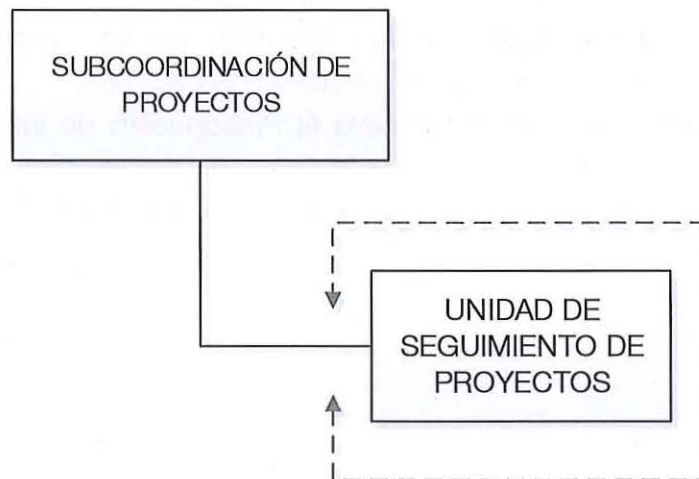 SUBCOORDINACIÓN DE
PROYECTOS
UNIDAD DE
SEGUIMIENTO DE
PROYECTOS